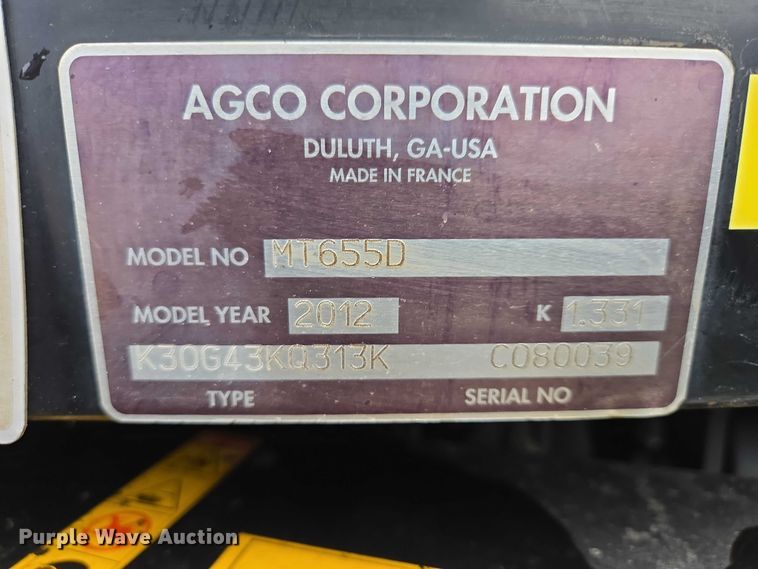 AGCO CORPORATION
DULUTH, GA-USA
MADE IN FRANCE
MODEL NO MT655D
MODEL YEAR 2012 K 1.331
K30G43KQ313K C080039
TYPE SERIAL NO
Purple Wave Auction